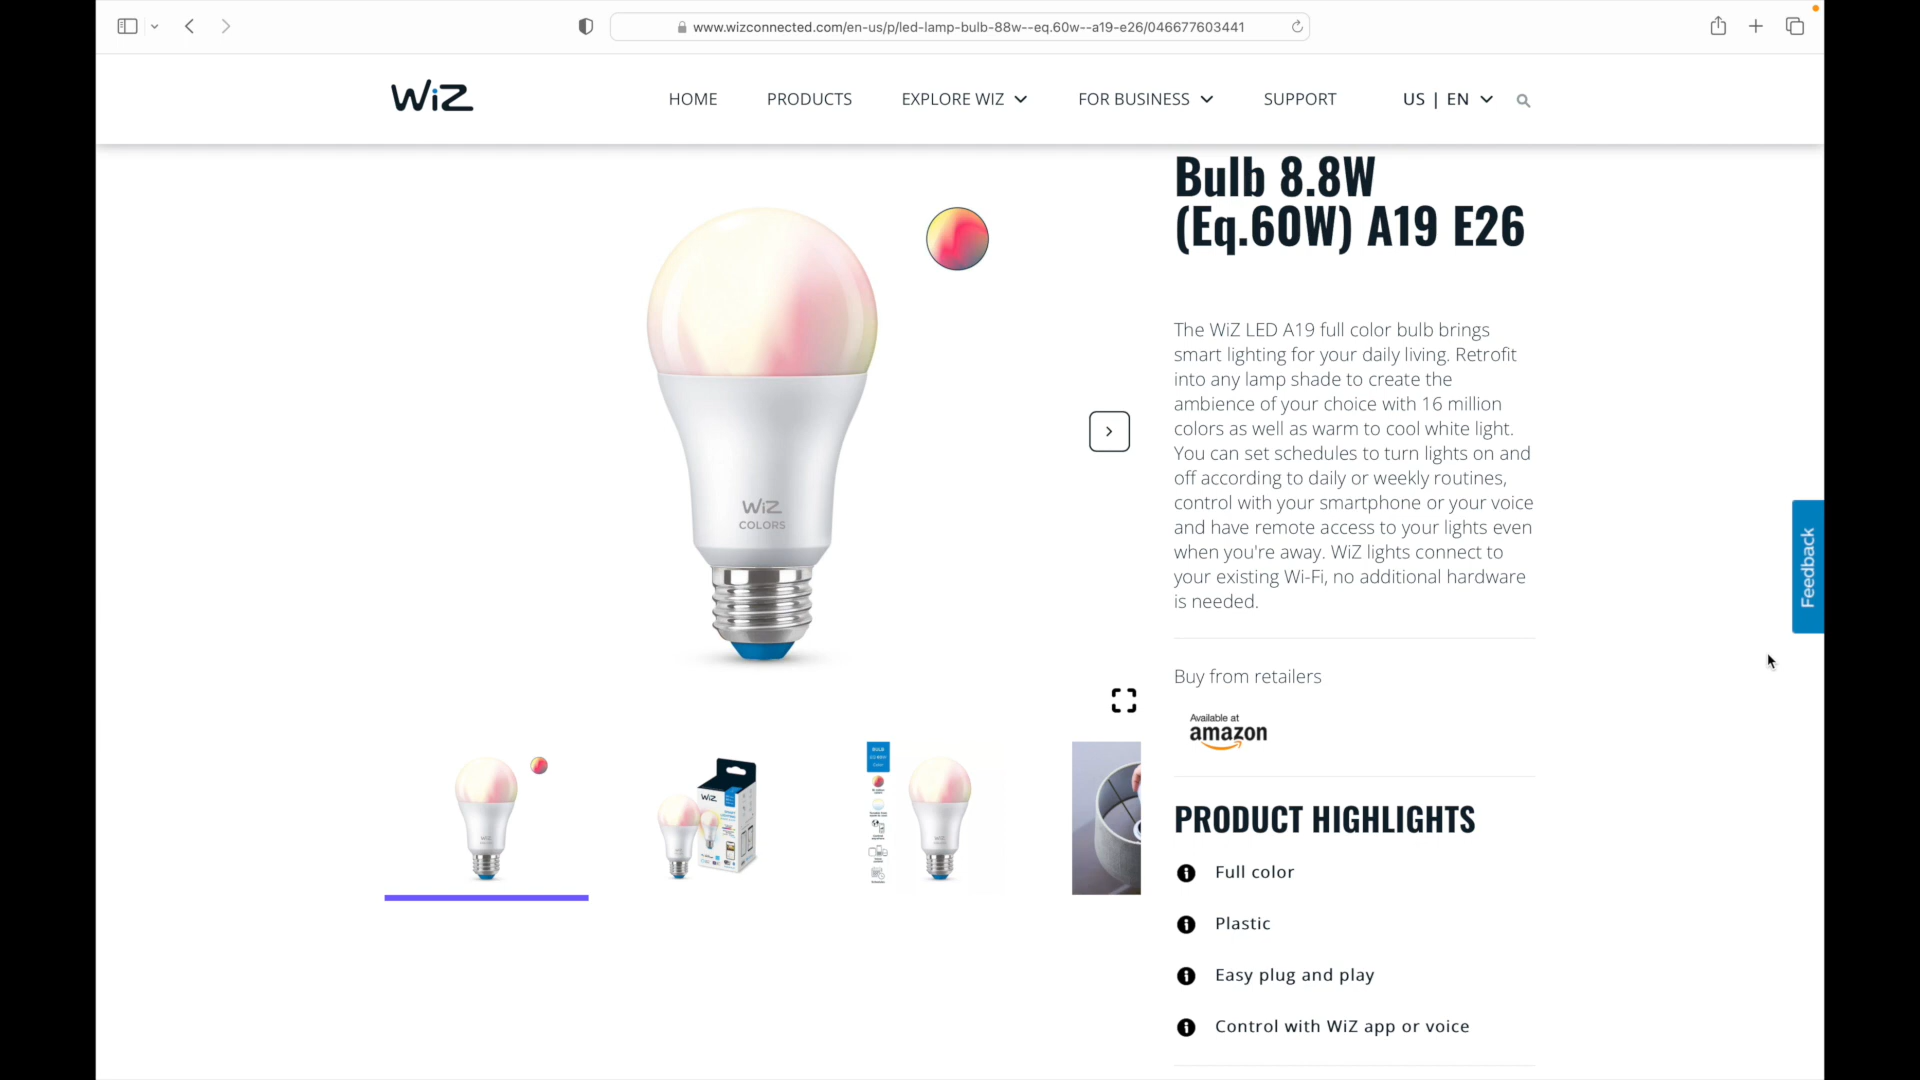 www.wizconnected.com/en-us/p/led-lamp-bulb-88w--eq.60w--a19-e26/046677603441
WiZ
HOME
PRODUCTS
EXPLORE WIZ
FOR BUSINESS
SUPPORT
US | EN
Bulb 8.8W
(Eq.60W) A19 E26
WiZ
COLORS
The WiZ LED A19 full color bulb brings
smart lighting for your daily living. Retrofit
into any lamp shade to create the
ambience of your choice with 16 million
colors as well as warm to cool white light.
You can set schedules to turn lights on and
off according to daily or weekly routines,
control with your smartphone or your voice
and have remote access to your lights even
when you're away. WiZ lights connect to
your existing Wi-Fi, no additional hardware
is needed.
Feedback
Buy from retailers
Available at
amazon
WiZ
PRODUCT HIGHLIGHTS
Full color
Plastic
Easy plug and play
Control with WiZ app or voice